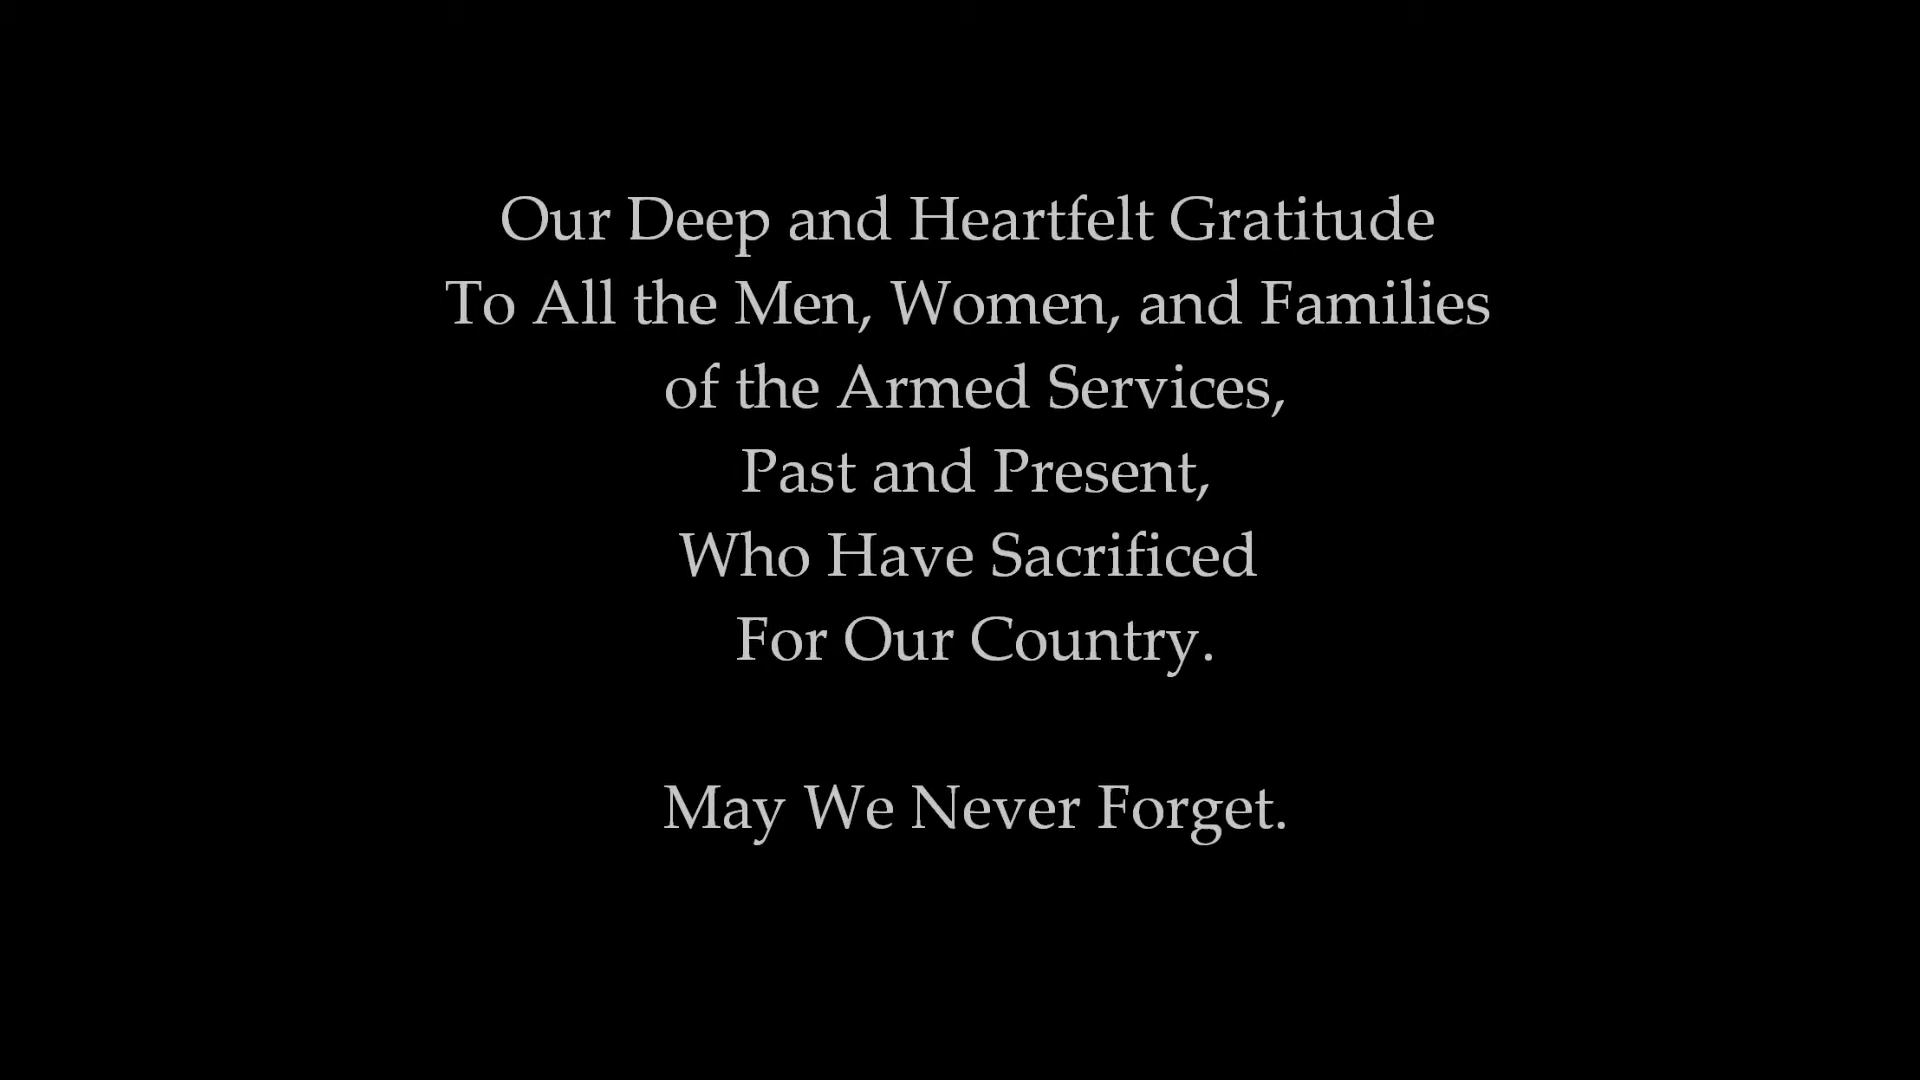 Our Deep and Heartfelt Gratitude
To All the Men, Women, and Families
of the Armed Services,
Past and Present,
Who Have Sacrificed
For Our Country.
May We Never Forget.